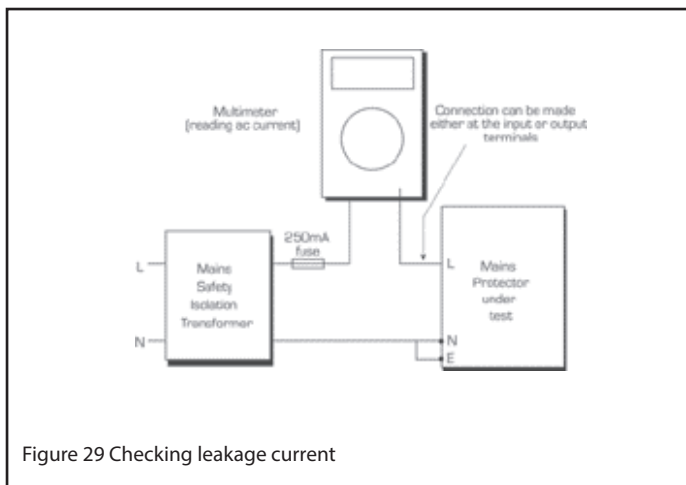 Multimeter
(reading ac current)
Connection can be made
either at the input or output
terminals
250mA
fuse
L
Mains
Safety
Isolation
Transformer
N
L
Mains
Protector
under
test
N
E
Figure 29 Checking leakage current